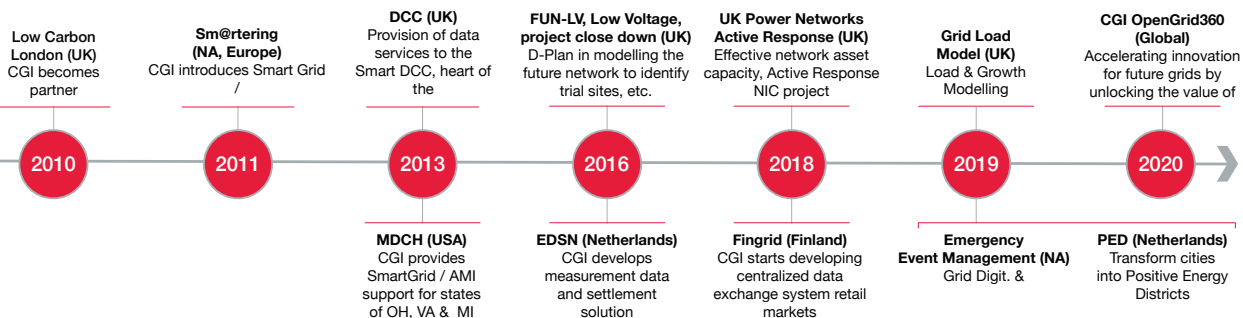 Low Carbon
London (UK)
CGI becomes
partner
Sm@rtering
(NA, Europe)
CGI introduces Smart Grid
/
DCC (UK)
Provision of data
services to the
Smart DCC, heart of
the
FUN-LV, Low Voltage,
project close down (UK)
D-Plan in modelling the
future network to identify
trial sites, etc.
UK Power Networks
Active Response (UK)
Effective network asset
capacity, Active Response
NIC project
Grid Load
Model (UK)
Load & Growth
Modelling
CGI OpenGrid360
(Global)
Accelerating innovation
for future grids by
unlocking the value of
2010
2011
2013
2016
2018
2019
2020
MDCH (USA)
CGI provides
SmartGrid / AMI
support for states
of OH, VA & MI
EDSN (Netherlands)
CGI develops
measurement data
and settlement
solution
Fingrid (Finland)
CGI starts developing
centralized data
exchange system retail
markets
Emergency
Event Management (NA)
Grid Digit. &
PED (Netherlands)
Transform cities
into Positive Energy
Districts